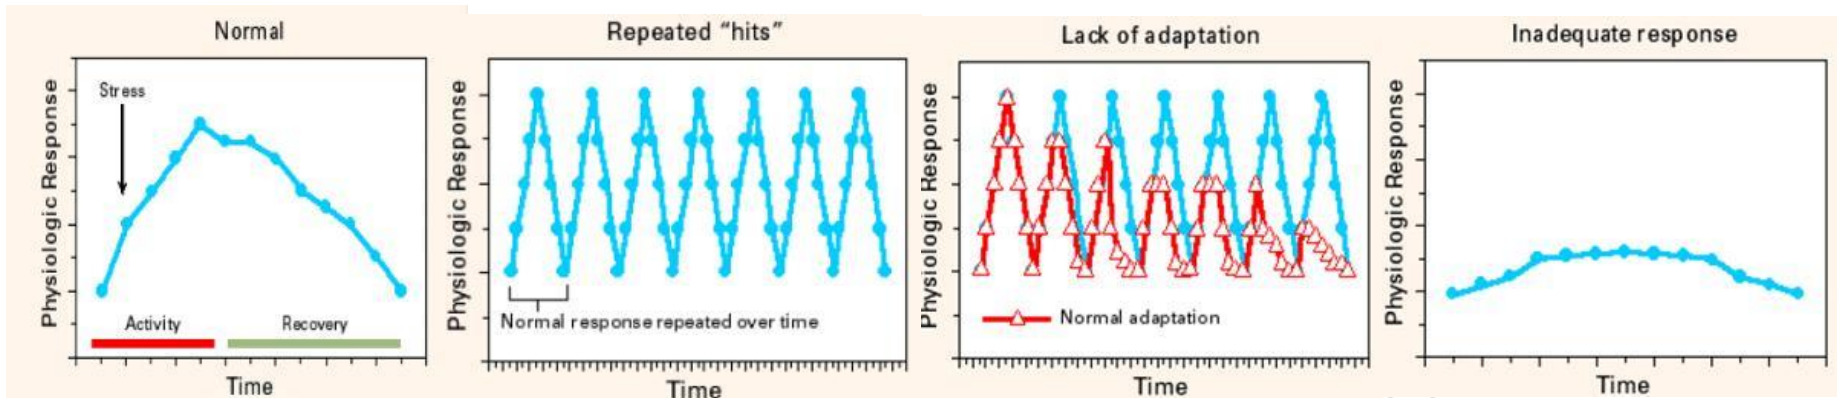 Normal
Stress
Physiologic Response
Activity
Recovery
Time
Repeated “hits”
Physiologic Response
Normal response repeated over time
Time
Lack of adaptation
Physiologic Response
Normal adaptation
Time
Inadequate response
Physiologic Response
Time